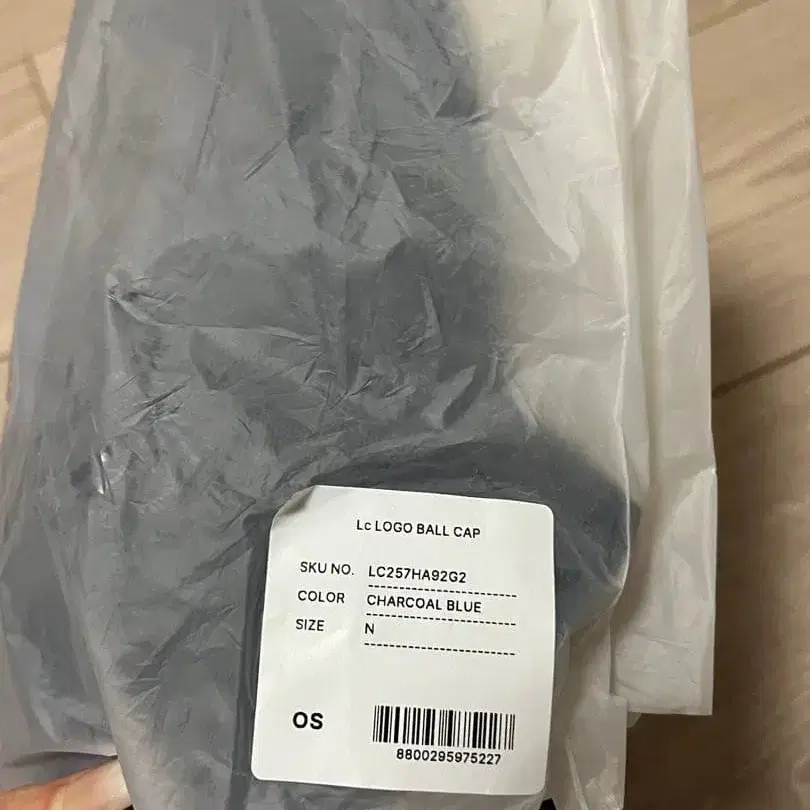 Lc LOGO BALL CAP
SKU NO. LC257HA92G2
COLOR CHARCOAL BLUE
SIZE N
OS
8800295975227